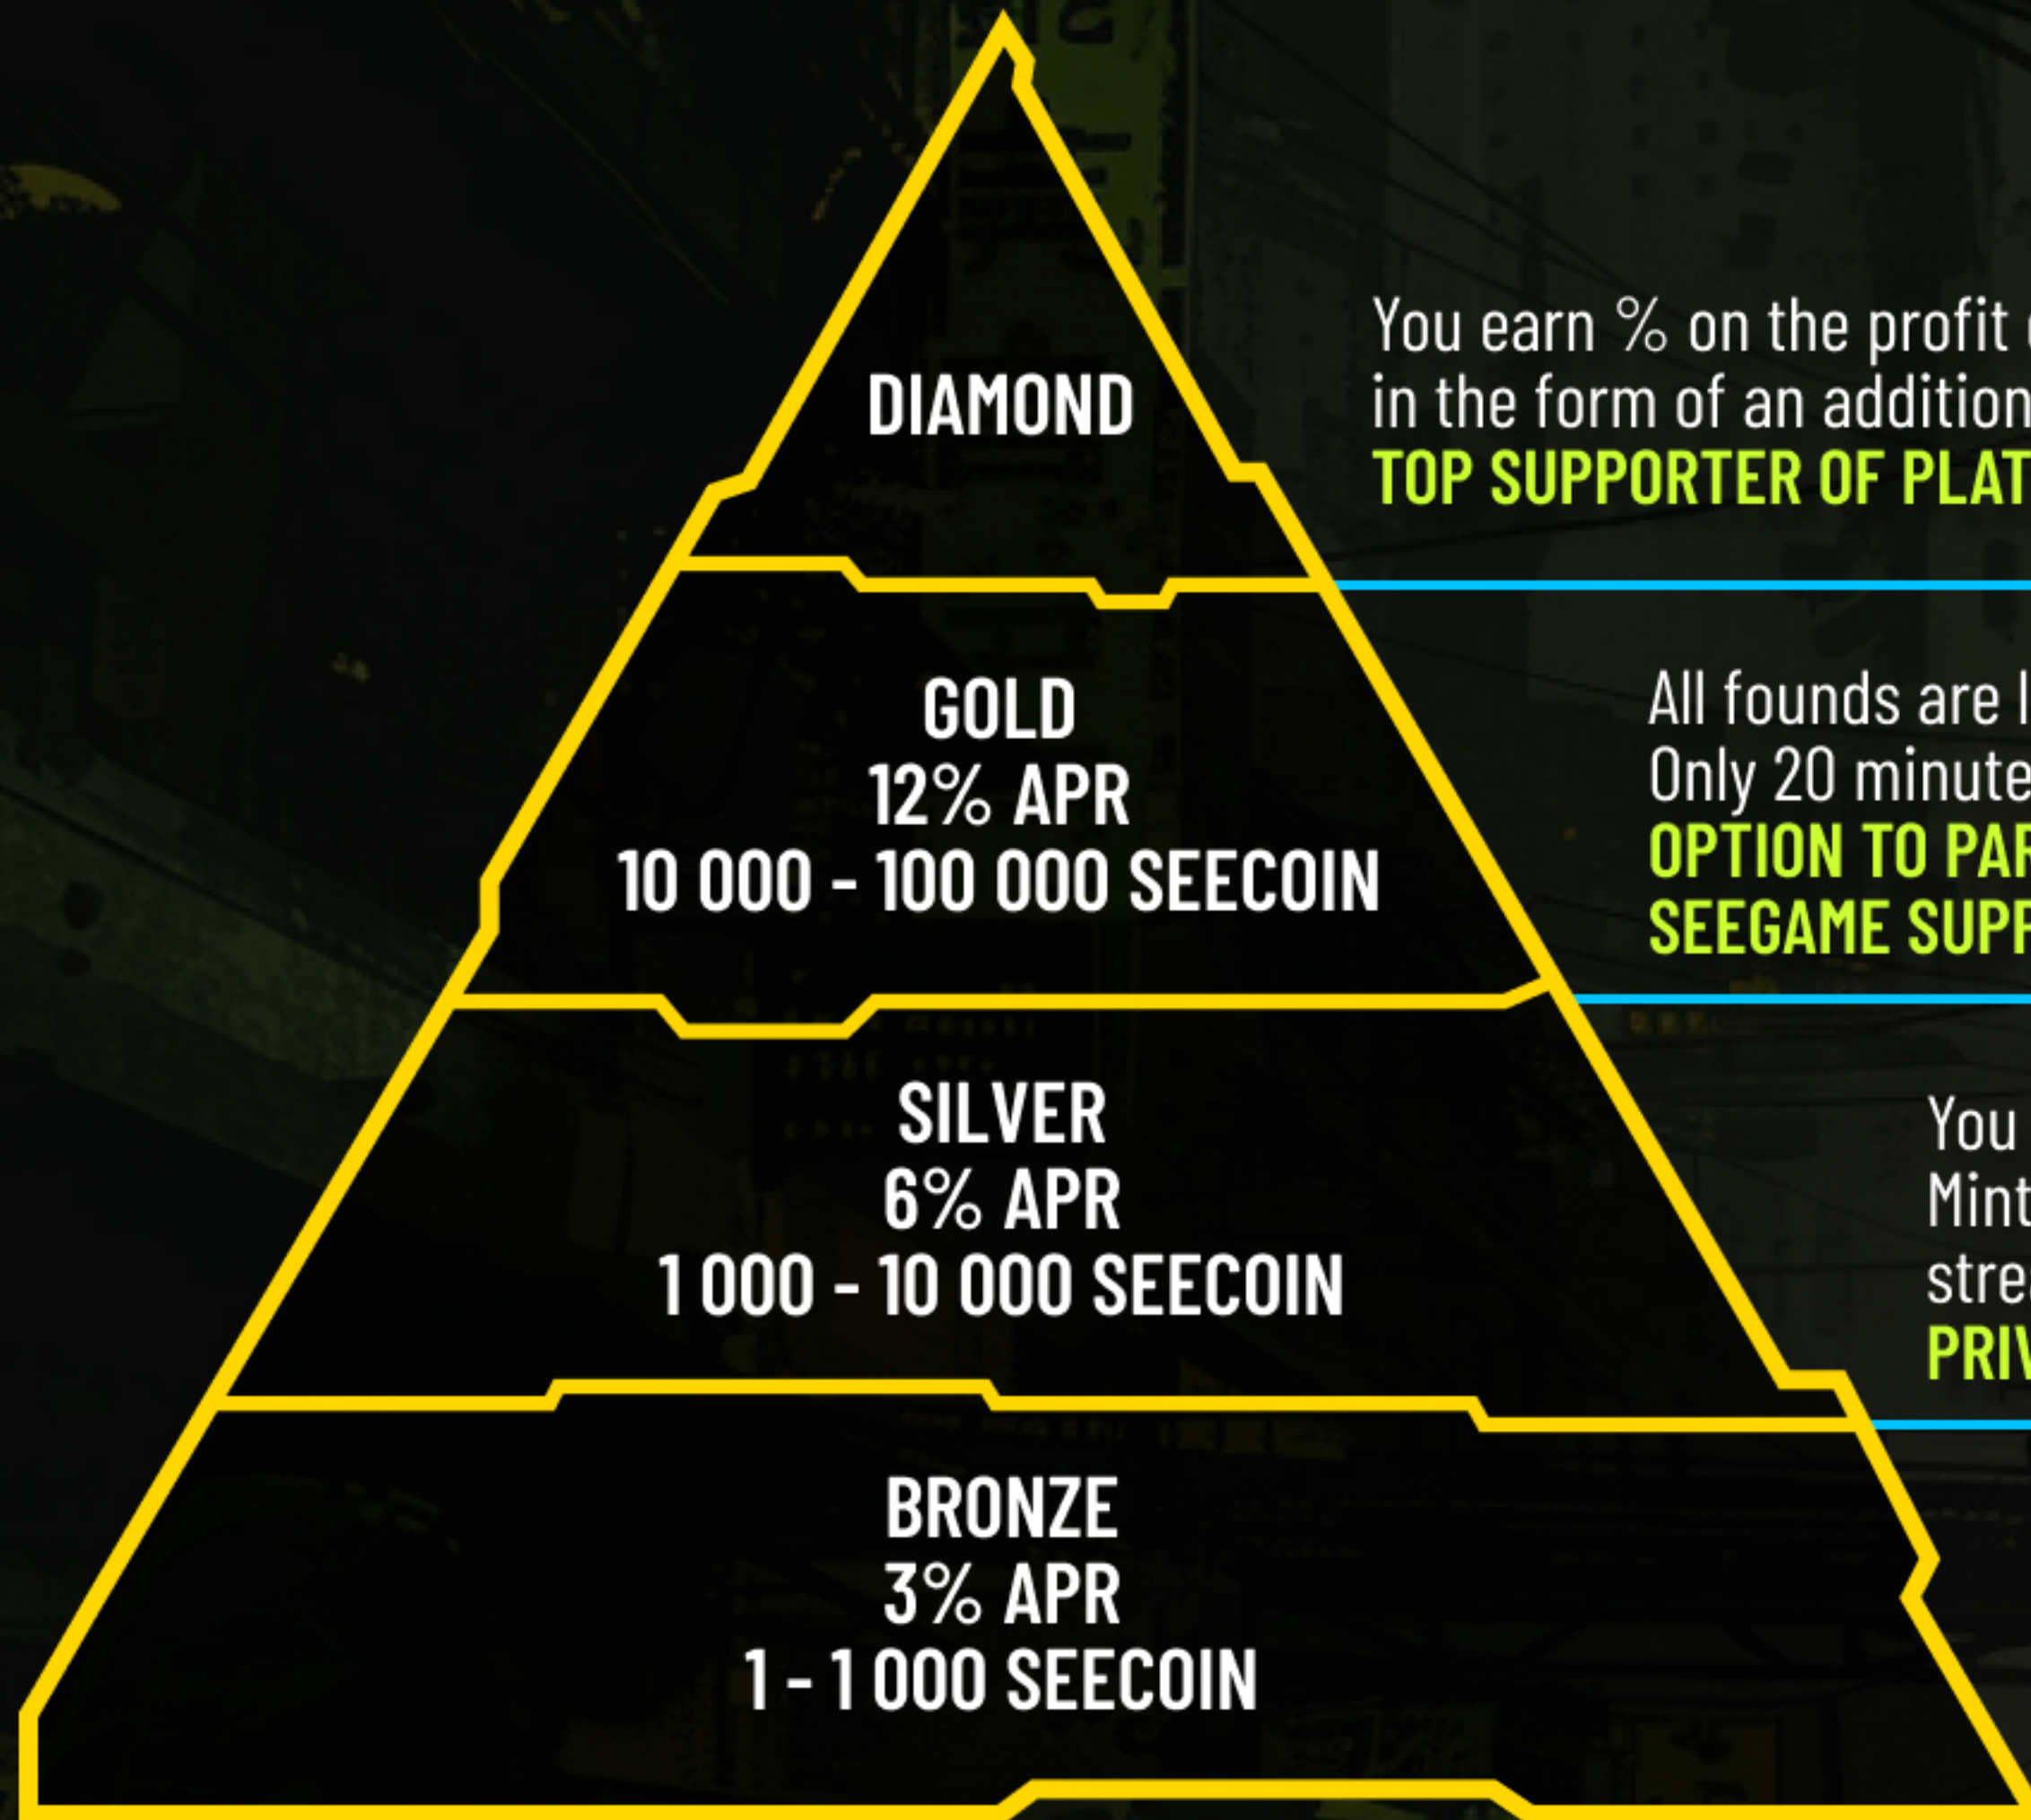 DIAMOND
You earn % on the profit
in the form of an addition
TOP SUPPORTER OF PLAT
GOLD
12% APR
10 000 - 100 000 SEECOIN
All founds are l
Only 20 minute
OPTION TO PAR
SEEGAME SUPP
SILVER
6% APR
1 000 - 10 000 SEECOIN
You
Mint
stre
PRIV
BRONZE
3% APR
1 - 1 000 SEECOIN